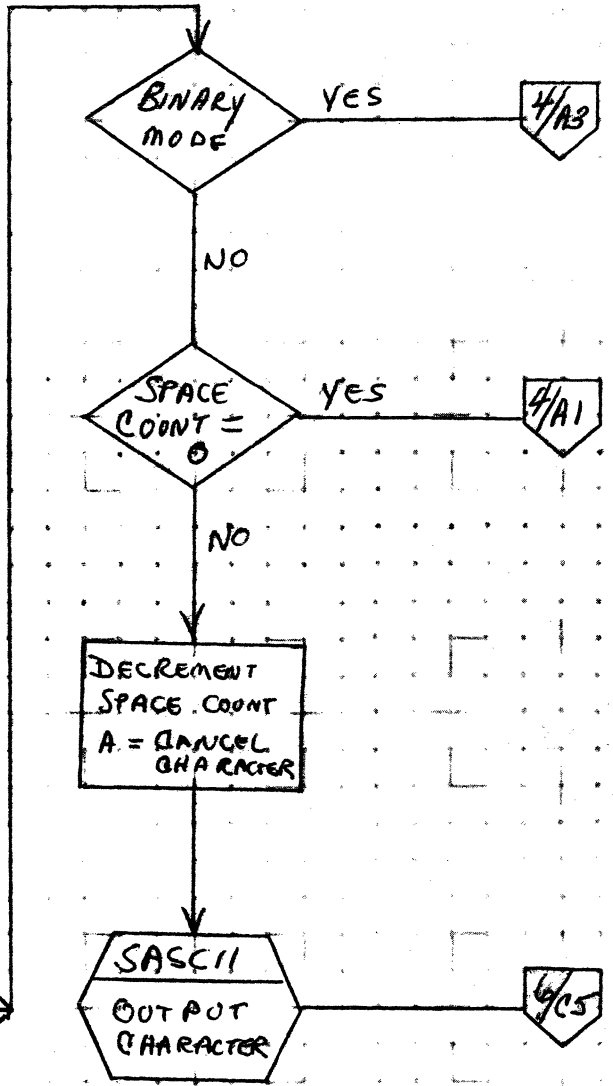 BINARY
MODE
YES
4/A3
NO
SPACE
COUNT =
0
YES
4/A1
NO
DECREMENT
SPACE COUNT
A = CANCEL
CHARACTER
SASCII
OUTPUT
CHARACTER
6/C5